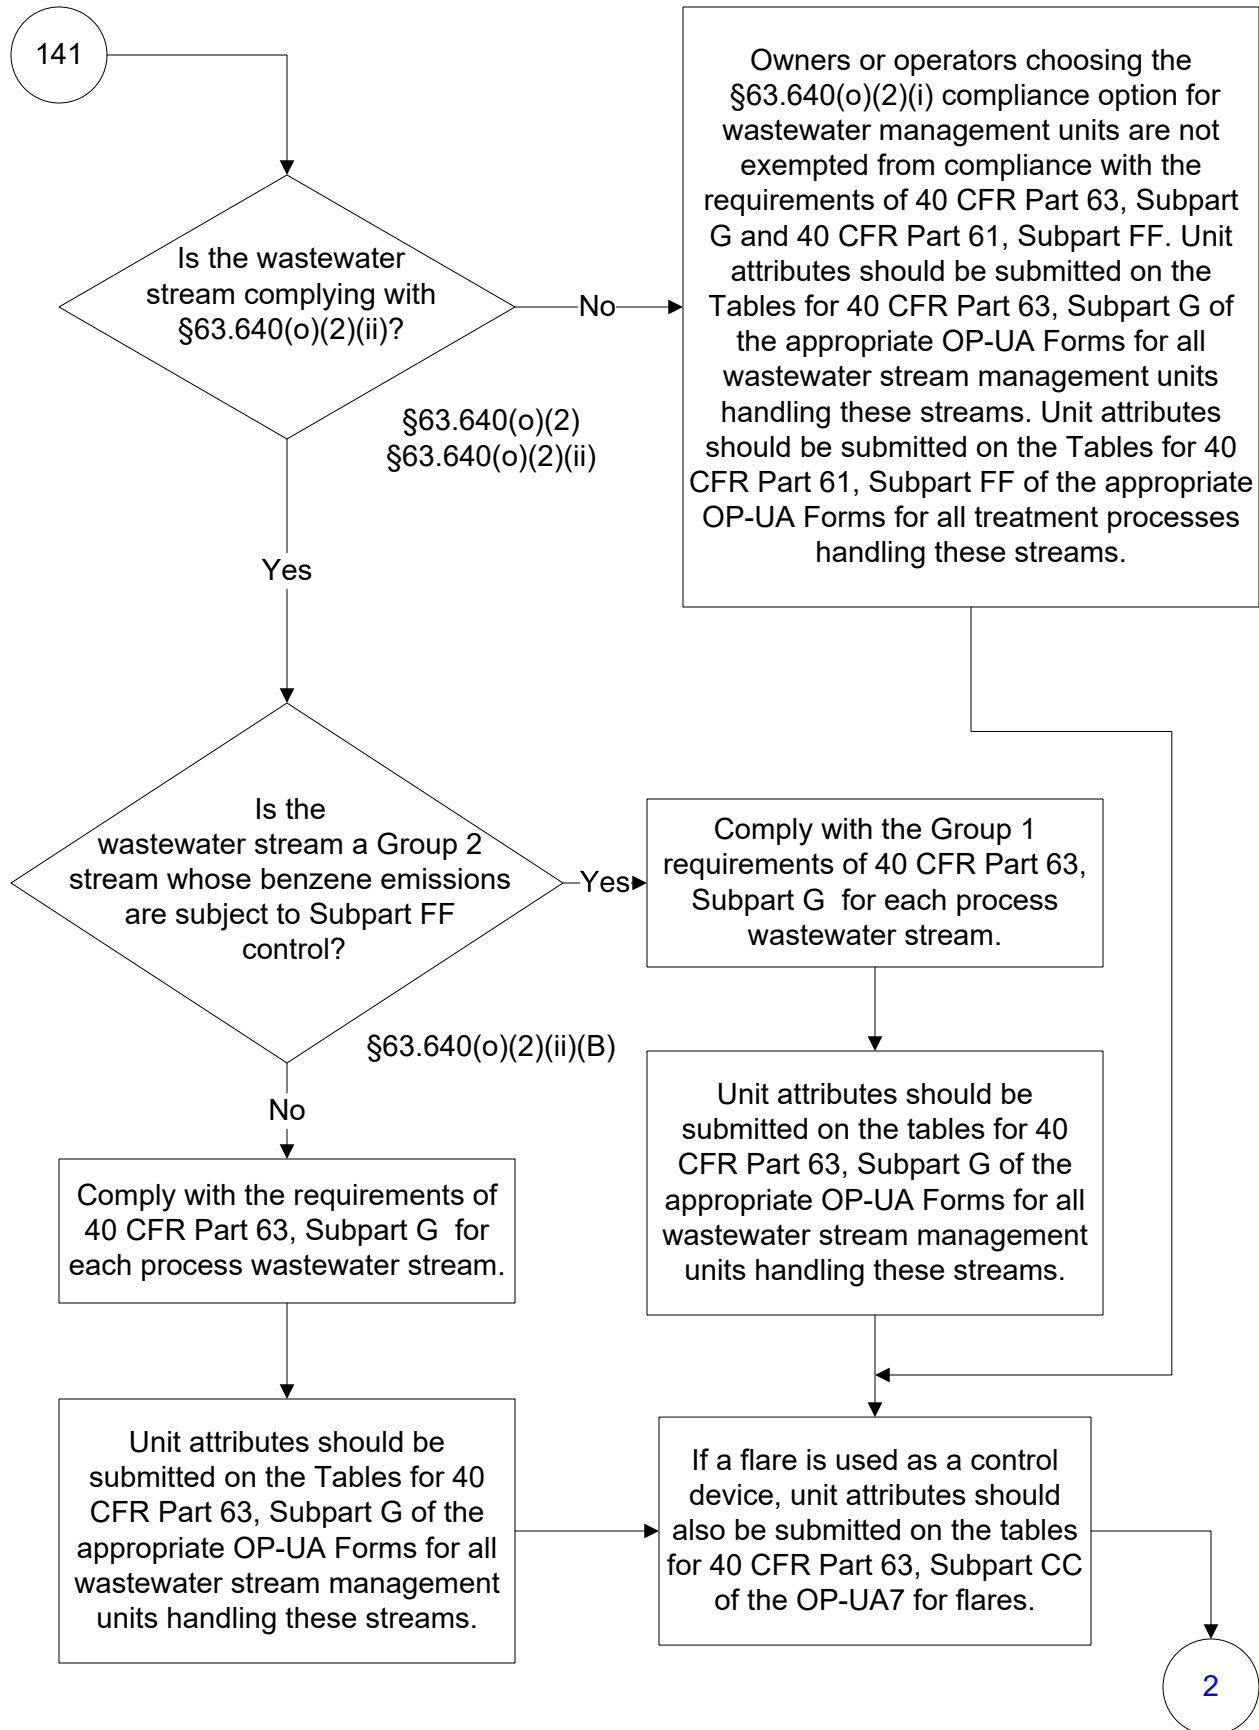 141
Is the wastewater
stream complying with
§63.640(o)(2)(ii)?
No
Owners or operators choosing the
§63.640(o)(2)(i) compliance option for
wastewater management units are not
exempted from compliance with the
requirements of 40 CFR Part 63, Subpart
G and 40 CFR Part 61, Subpart FF. Unit
attributes should be submitted on the
Tables for 40 CFR Part 63, Subpart G of
the appropriate OP-UA Forms for all
wastewater stream management units
handling these streams. Unit attributes
should be submitted on the Tables for 40
CFR Part 61, Subpart FF of the appropriate
OP-UA Forms for all treatment processes
handling these streams.
§63.640(o)(2)
§63.640(o)(2)(ii)
Yes
Is the
wastewater stream a Group 2
stream whose benzene emissions
are subject to Subpart FF
control?
Yes
Comply with the Group 1
requirements of 40 CFR Part 63,
Subpart G for each process
wastewater stream.
§63.640(o)(2)(ii)(B)
No
Unit attributes should be
submitted on the tables for 40
CFR Part 63, Subpart G of the
appropriate OP-UA Forms for all
wastewater stream management
units handling these streams.
Comply with the requirements of
40 CFR Part 63, Subpart G for
each process wastewater stream.
Unit attributes should be
submitted on the Tables for 40
CFR Part 63, Subpart G of the
appropriate OP-UA Forms for all
wastewater stream management
units handling these streams.
If a flare is used as a control
device, unit attributes should
also be submitted on the tables
for 40 CFR Part 63, Subpart CC
of the OP-UA7 for flares.
2